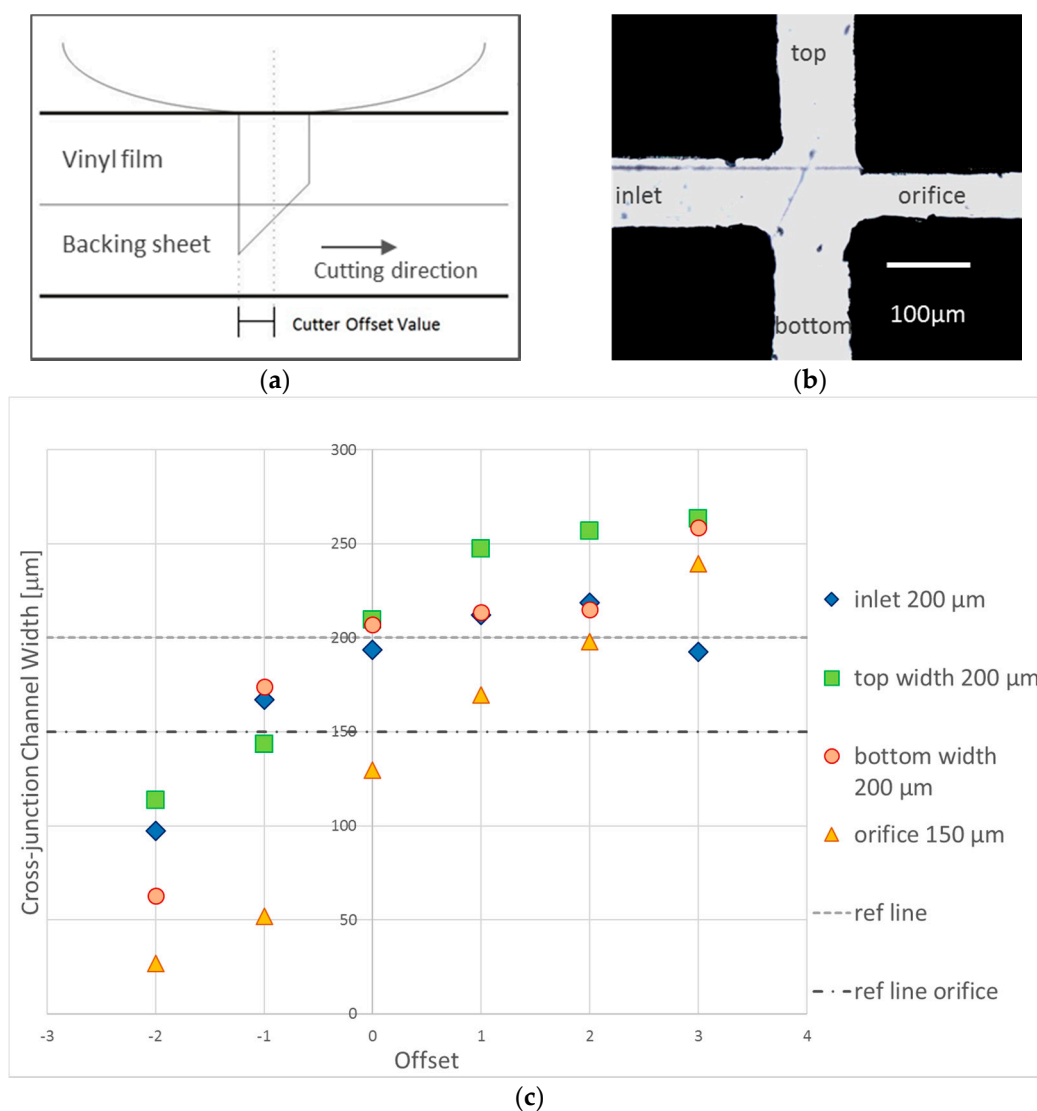 Vinyl film
Backing sheet
Cutting direction
Cutter Offset Value
(a)
top
inlet
orifice
bottom
100μm
(b)
Cross-junction Channel Width [μm]
300
250
200
150
100
50
0
-3
-2
-1
0
1
2
3
4
Offset
inlet 200 μm
top width 200 μm
bottom width
200 μm
orifice 150 μm
ref line
ref line orifice
(c)